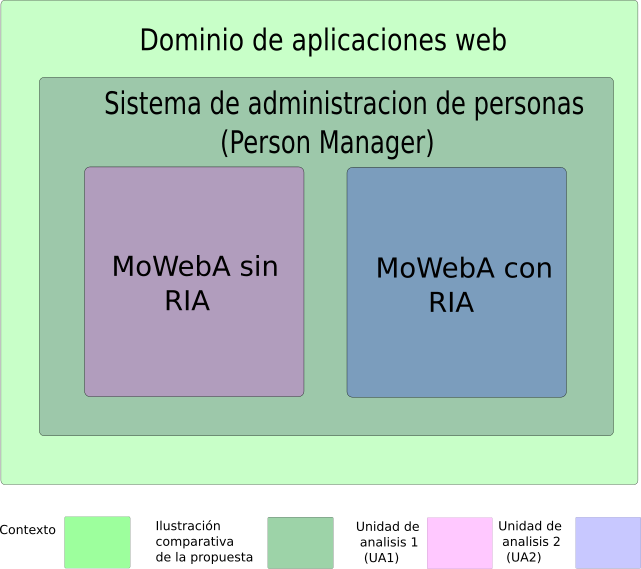 Dominio de aplicaciones web
Sistema de administracion de personas
(Person Manager)
MoWebA sin
RIA
MoWebA con
RIA
Contexto
Ilustración
comparativa
de la propuesta
Unidad de
analisis 1
(UA1)
Unidad de
analisis 2
(UA2)